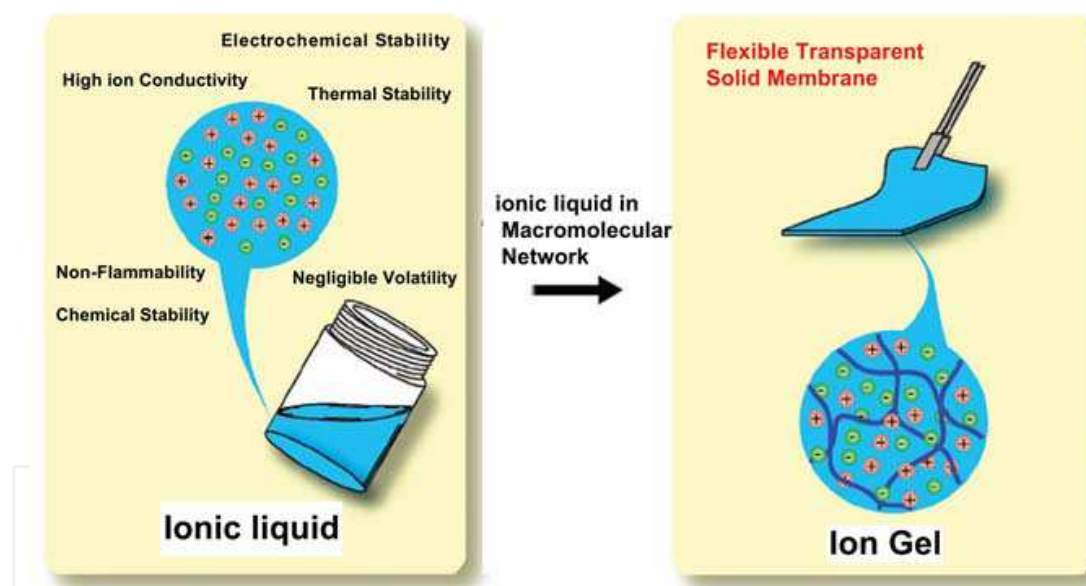 Electrochemical Stability
High ion Conductivity
Thermal Stability
Non-Flammability
Negligible Volatility
Chemical Stability
Ionic liquid
ionic liquid in
Macromolecular
Network
Flexible Transparent
Solid Membrane
Ion Gel